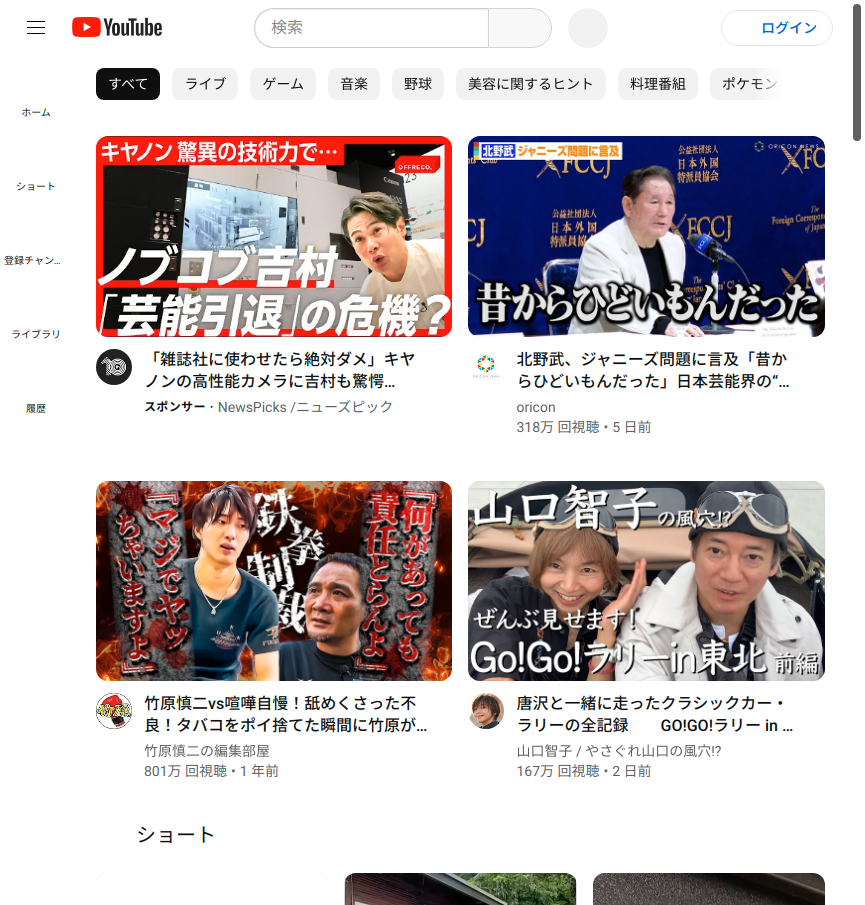 YouTube
検索
ログイン
すべて
ライブ
ゲーム
音楽
野球
美容に関するヒント
料理番組
ポケモン
ホーム
ショート
登録チャン...
ライブラリ
履歴
キヤノン 驚異の技術力で…
OFFRECO.
ノブコブ吉村
「芸能引退」の危機？
「雑誌社に使わせたら絶対ダメ」キヤ
ノンの高性能カメラに吉村も驚愕...
スポンサー・NewsPicks /ニューズピック
北野武 ジャニーズ問題に言及
ORICON NEWS
公益社団法人
日本外国
特派員協会
FCCJ
昔からひどいもんだった
北野武、ジャニーズ問題に言及「昔か
らひどいもんだった」日本芸能界の“...
oricon
318万 回視聴・5 日前
『何があっても
責任とらんよ』
鉄拳制裁
『マジでヤッ
ちゃいますよ』
竹原慎二vs喧嘩自慢！舐めくさった不
良！タバコをポイ捨てた瞬間に竹原が...
竹原慎二の編集部屋
801万 回視聴・1 年前
山口智子の風穴!?
ぜんぶ見せます!
Go!Go!ラリーin東北 前編
唐沢と一緒に走ったクラシックカー・
ラリーの全記録　　GO!GO!ラリー in ...
山口智子 / やさぐれ山口の風穴!?
167万 回視聴・2 日前
ショート